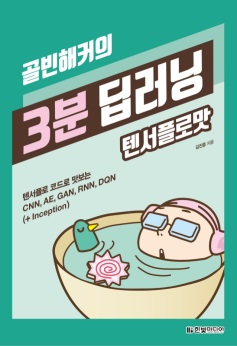 골빈해커의
3분 딥러닝
텐서플로맛
김진중 지음
텐서플로 코드로 맛보는
CNN, AE, GAN, RNN, DQN
(+ Inception)
한빛미디어